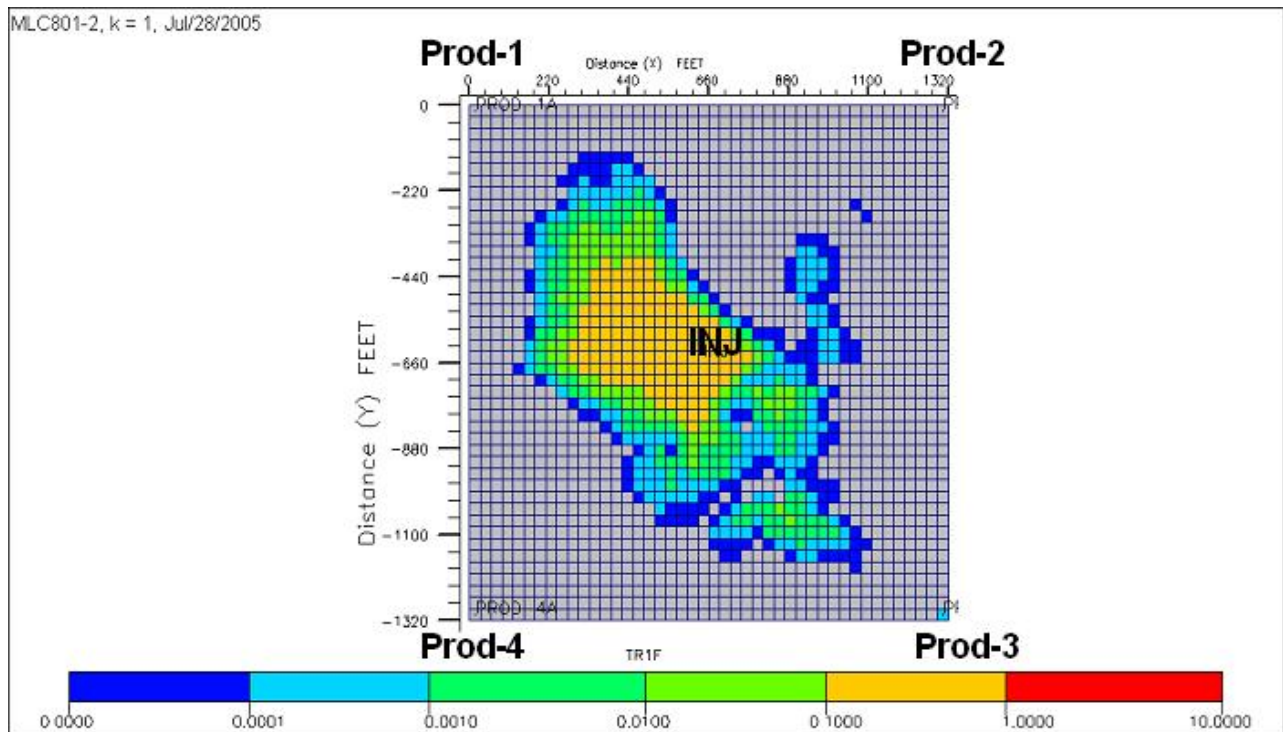 MLC801-2, k = 1, Jul/28/2005
Prod-1
Prod-2
Distance (X) FEET
0 220 440 660 880 1100 1320
PROD 1A
0
-220
-440
INJ
-660
-880
-1100
-1320
Distance (Y) FEET
PROD 4A
Prod-4
Prod-3
TR1F
0.0000 0.0001 0.0010 0.0100 0.1000 1.0000 10.0000